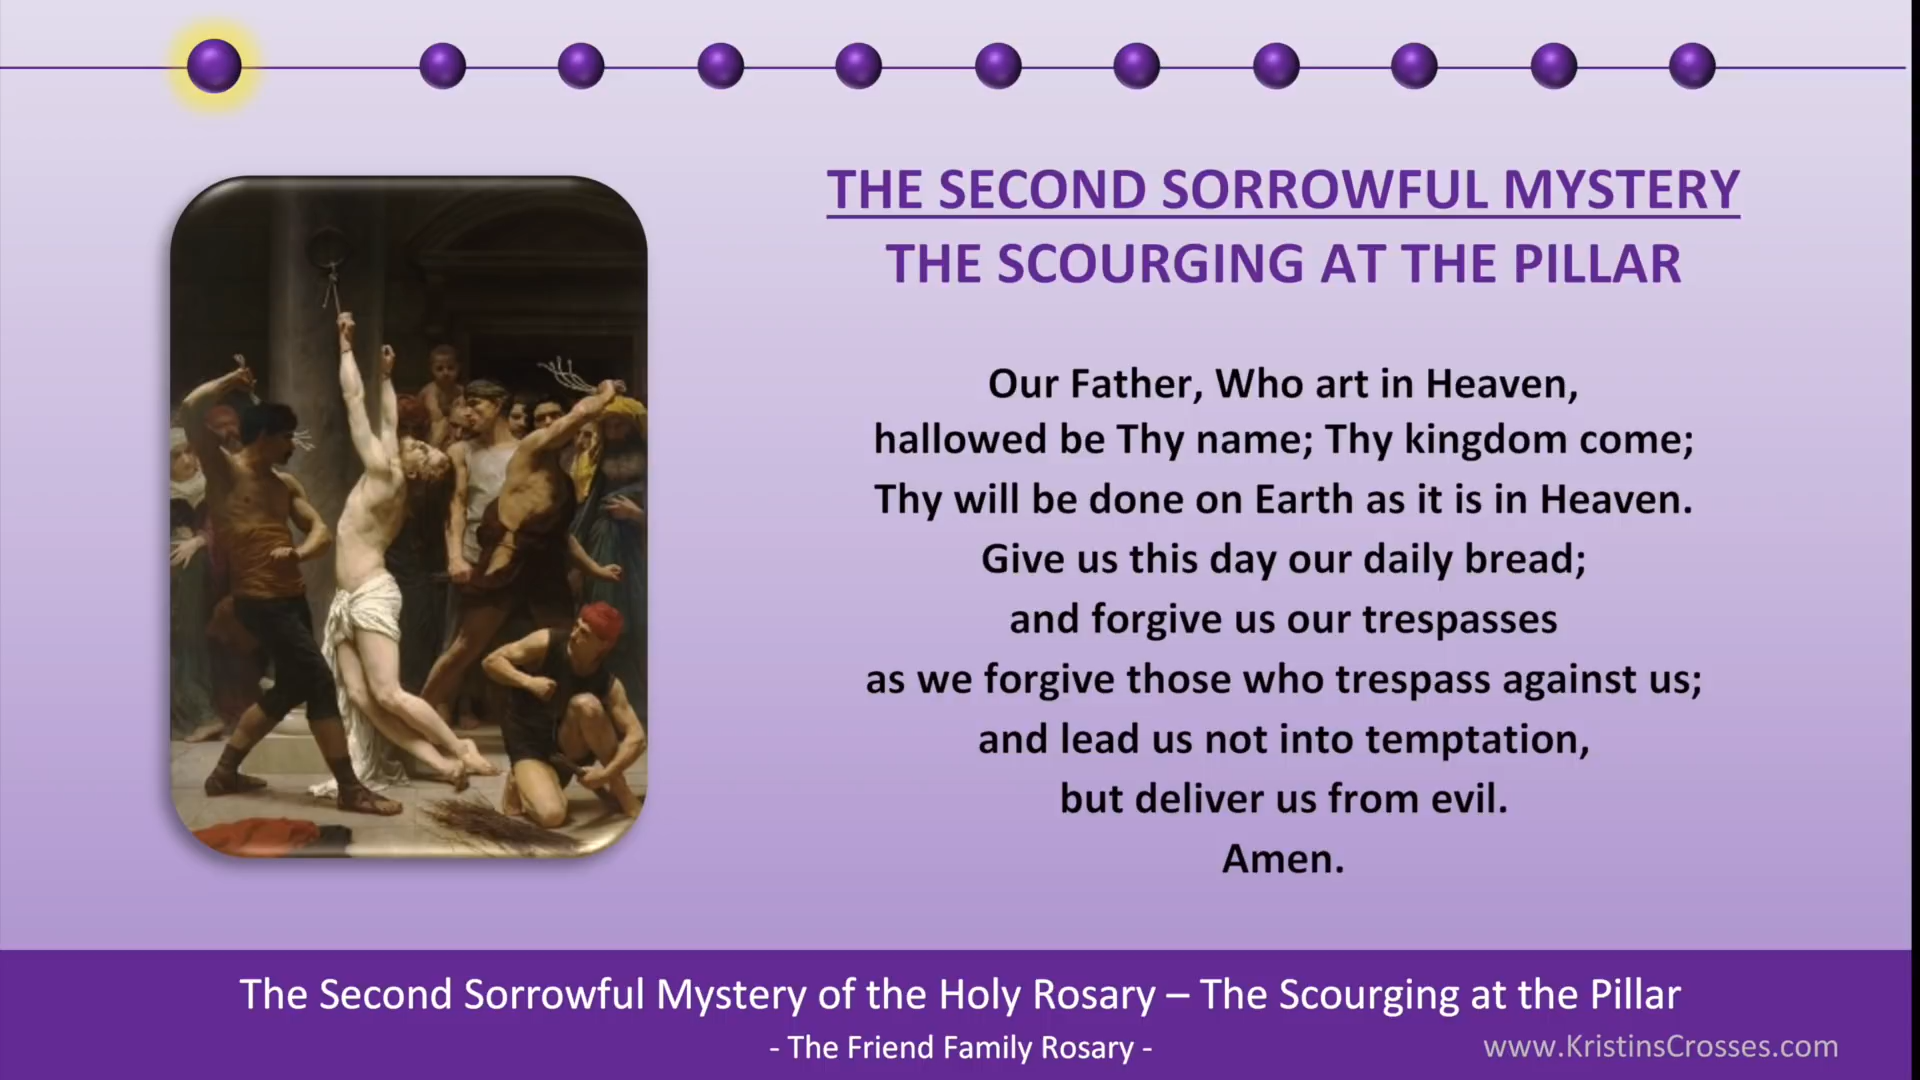 THE SECOND SORROWFUL MYSTERY
THE SCOURGING AT THE PILLAR
Our Father, Who art in Heaven,
hallowed be Thy name; Thy kingdom come;
Thy will be done on Earth as it is in Heaven.
Give us this day our daily bread;
and forgive us our trespasses
as we forgive those who trespass against us;
and lead us not into temptation,
but deliver us from evil.
Amen.
The Second Sorrowful Mystery of the Holy Rosary – The Scourging at the Pillar
- The Friend Family Rosary -
www.KristinsCrosses.com